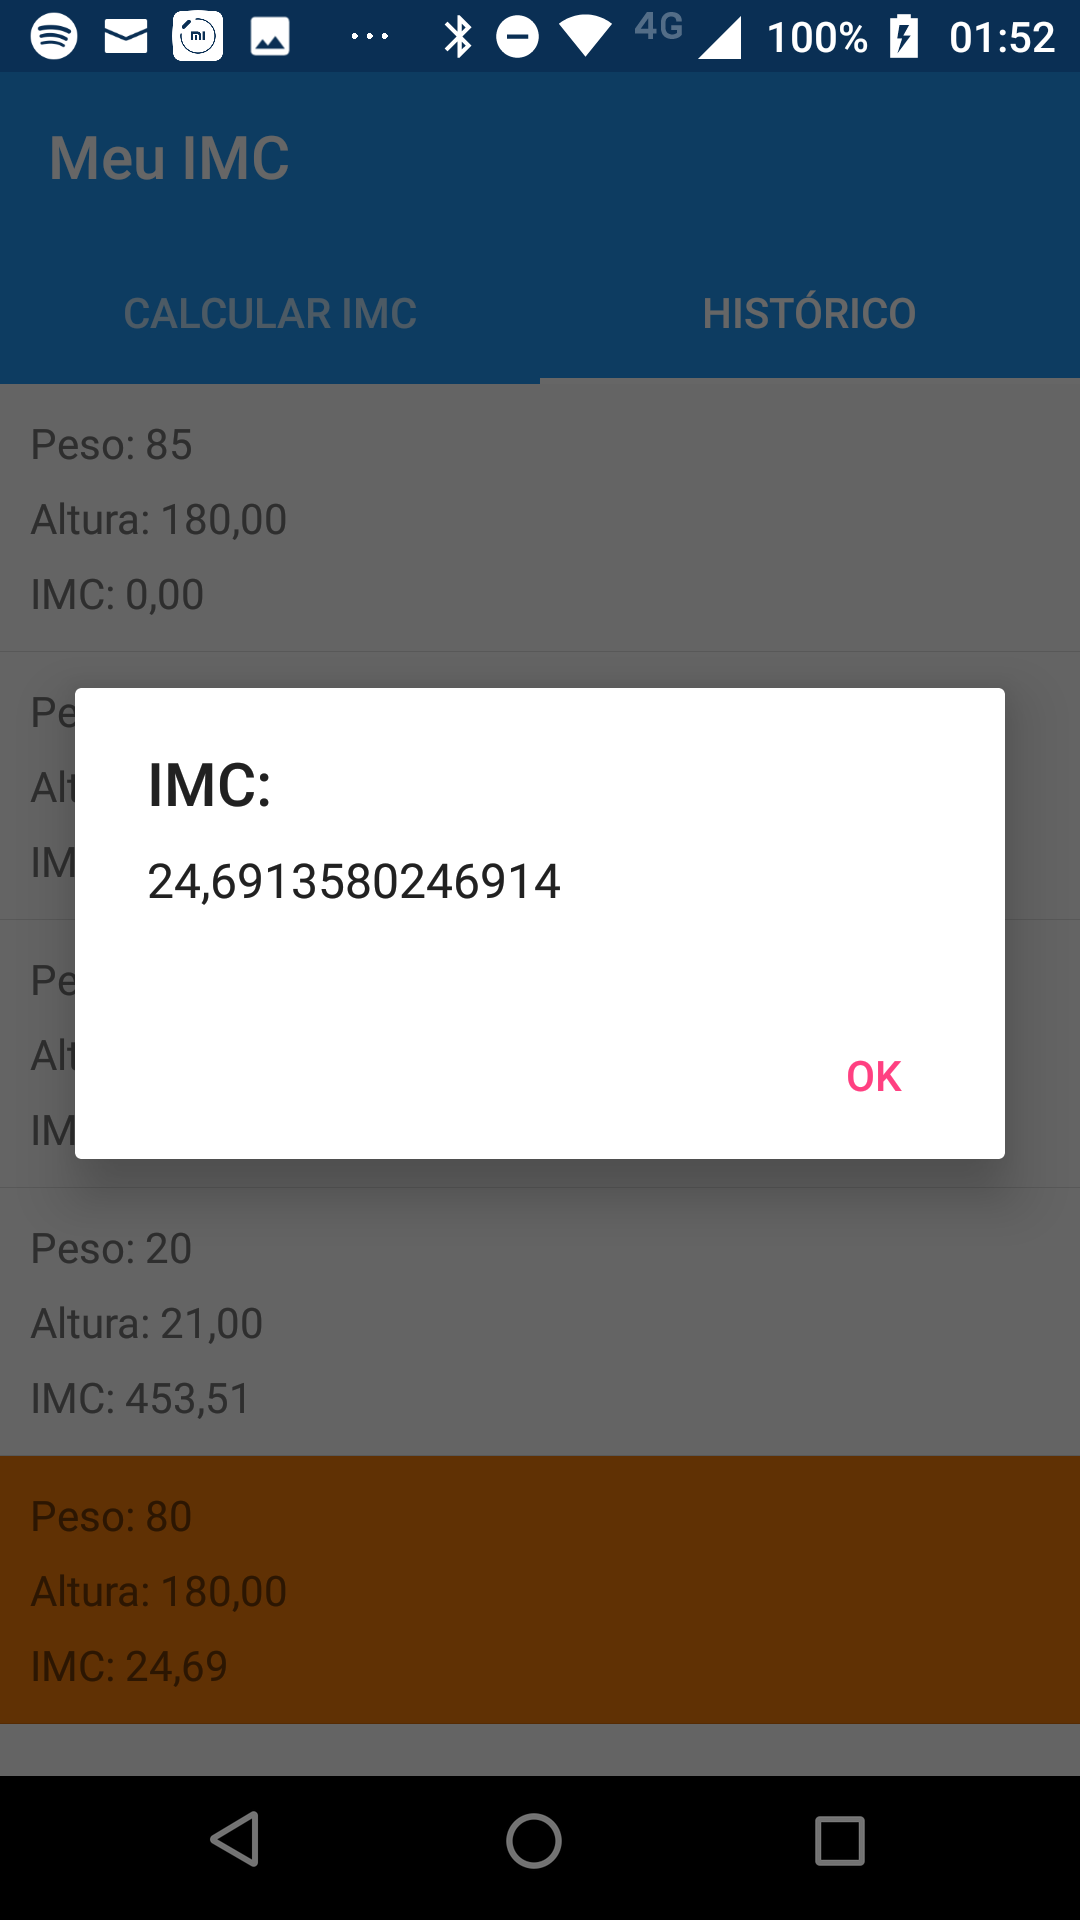 4G 100% 01:52
Meu IMC
CALCULAR IMC HISTÓRICO
Peso: 85
Altura: 180,00
IMC: 0,00
Pe
Alt
IM
IMC:
24,6913580246914
Pe
Alt
IM
OK
Peso: 20
Altura: 21,00
IMC: 453,51
Peso: 80
Altura: 180,00
IMC: 24,69